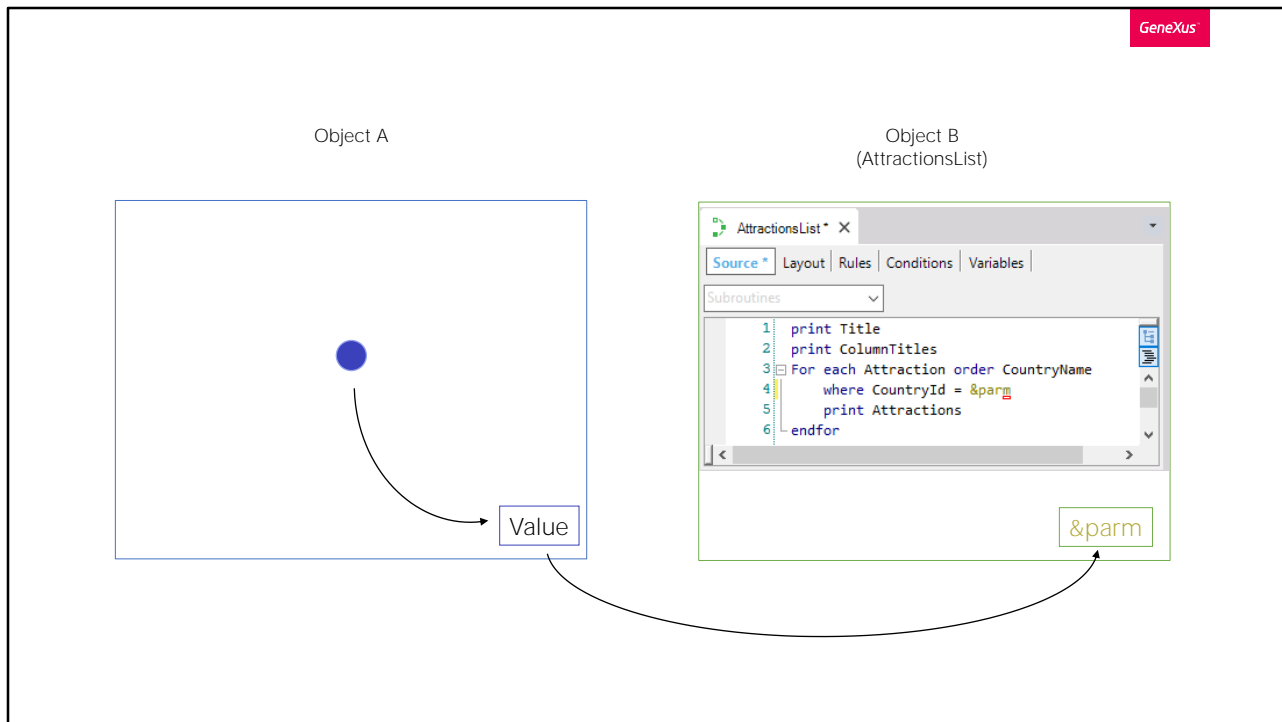 GeneXus™
Object A
Object B
(AttractionsList)
AttractionsList * X
Source * Layout Rules Conditions Variables
Subroutines
1 print Title
2 print ColumnTitles
3 For each Attraction order CountryName
4 where CountryId = &parm
5 print Attractions
6 endfor
Value
&parm